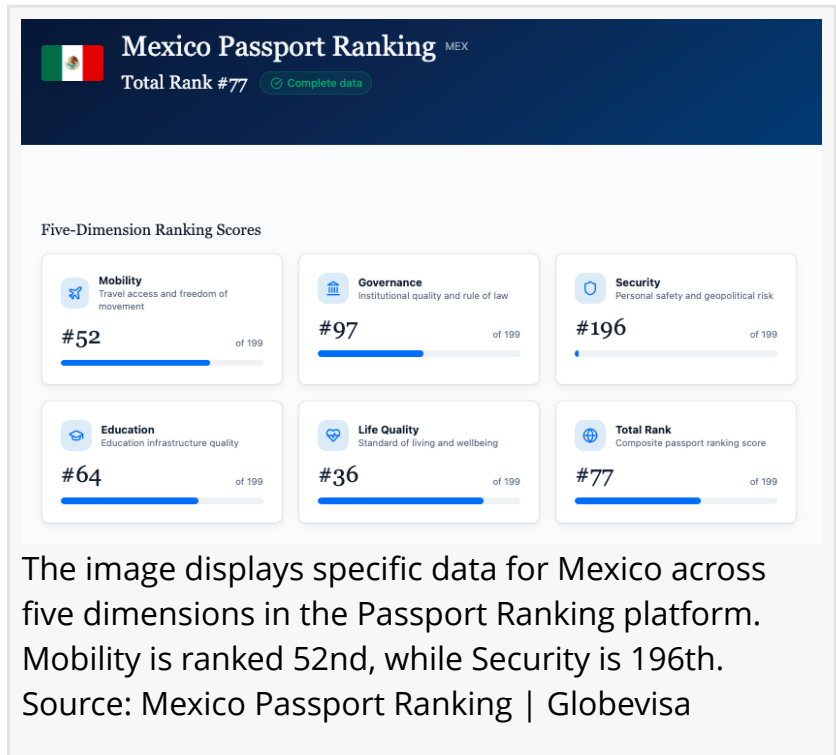 Mexico Passport Ranking MEX
Total Rank #77 Complete data
Five-Dimension Ranking Scores
Mobility
Travel access and freedom of
movement
#52 of 199
Governance
Institutional quality and rule of law
#97 of 199
Security
Personal safety and geopolitical risk
#196 of 199
Education
Education infrastructure quality
#64 of 199
Life Quality
Standard of living and wellbeing
#36 of 199
Total Rank
Composite passport ranking score
#77 of 199
The image displays specific data for Mexico across
five dimensions in the Passport Ranking platform.
Mobility is ranked 52nd, while Security is 196th.
Source: Mexico Passport Ranking | Globevisa